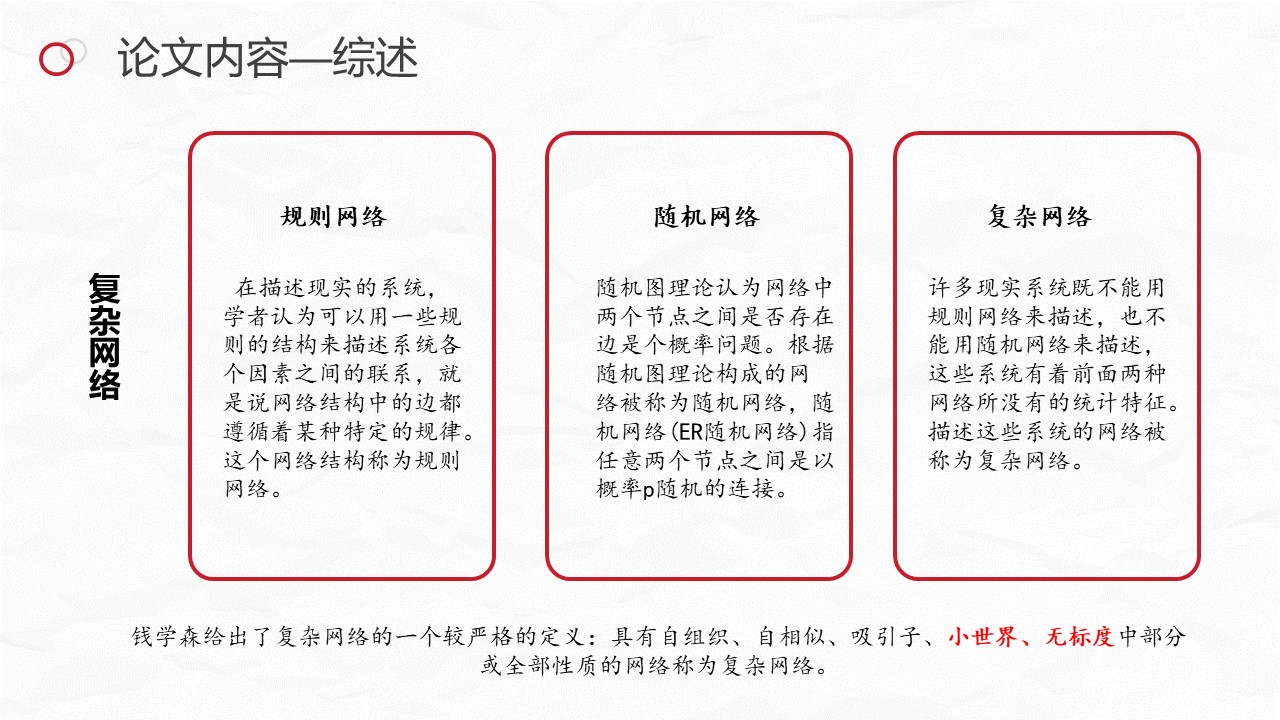 论文内容—综述
复杂网络
规则网络
在描述现实的系统，
学者认为可以用一些规
则的结构来描述系统各
个因素之间的联系，就
是说网络结构中的边都
遵循着某种特定的规律。
这个网络结构称为规则
网络。
随机网络
随机图理论认为网络中
两个节点之间是否存在
边是个概率问题。根据
随机图理论构成的网
络被称为随机网络，随
机网络(ER随机网络)指
任意两个节点之间是以
概率p随机的连接。
复杂网络
许多现实系统既不能用
规则网络来描述，也不
能用随机网络来描述，
这些系统有着前面两种
网络所没有的统计特征。
描述这些系统的网络被
称为复杂网络。
钱学森给出了复杂网络的一个较严格的定义：具有自组织、自相似、吸引子、小世界、无标度中部分
或全部性质的网络称为复杂网络。